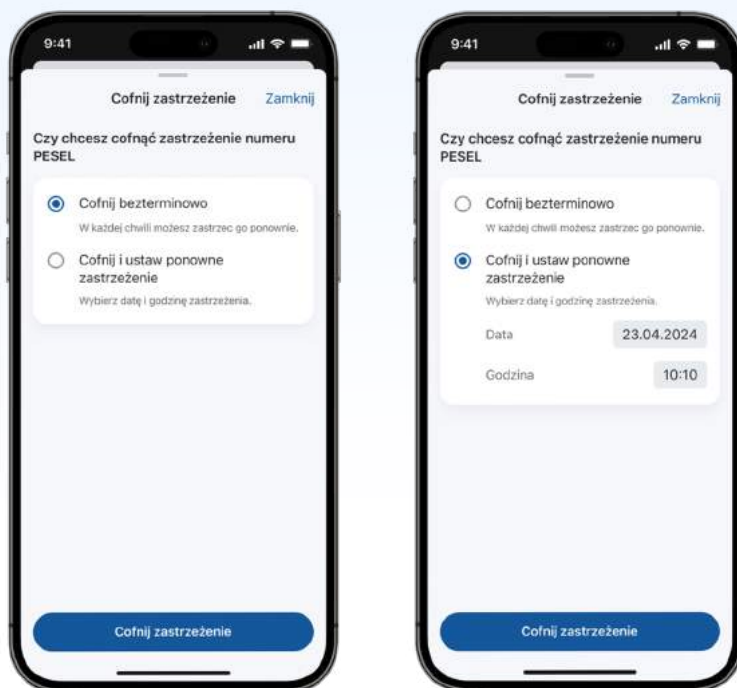 9:41
Cofnij zastrzeżenie Zamknij
Czy chcesz cofnąć zastrzeżenie numeru
PESEL
Cofnij bezterminowo
W każdej chwili możesz zastrzec go ponownie.
Cofnij i ustaw ponowne
zastrzeżenie
Wybierz datę i godzinę zastrzeżenia.
Cofnij zastrzeżenie
9:41
Cofnij zastrzeżenie Zamknij
Czy chcesz cofnąć zastrzeżenie numeru
PESEL
Cofnij bezterminowo
W każdej chwili możesz zastrzec go ponownie.
Cofnij i ustaw ponowne
zastrzeżenie
Wybierz datę i godzinę zastrzeżenia.
Data 23.04.2024
Godzina 10:10
Cofnij zastrzeżenie